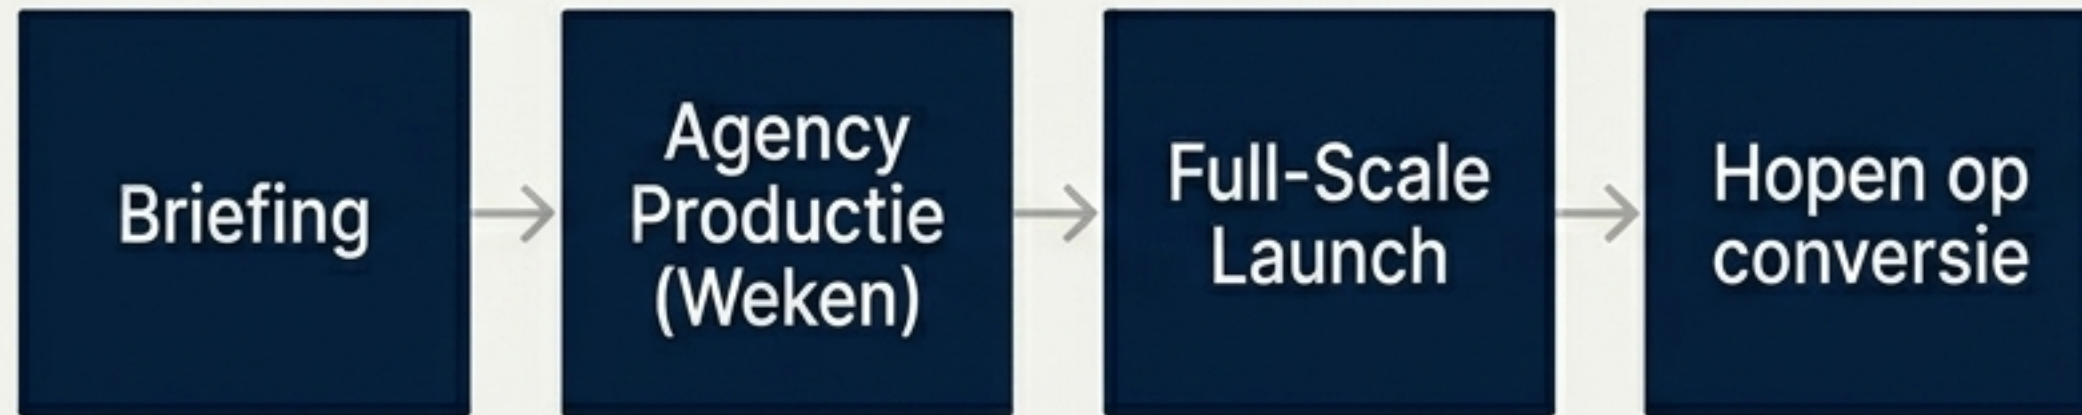 Briefing
Agency
Productie
(Weken)
Full-Scale
Launch
Hopen op
conversie